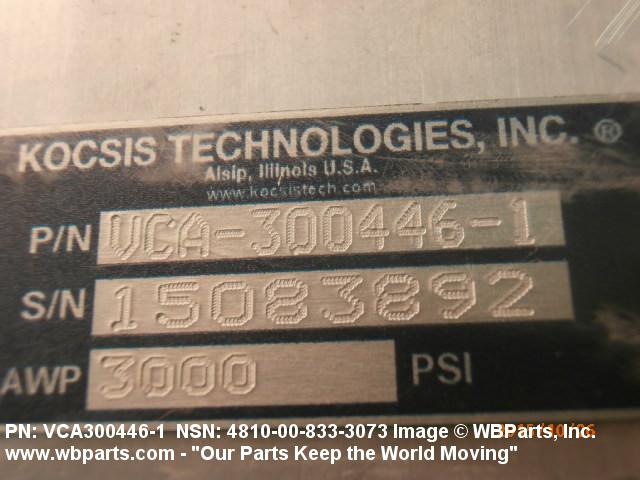 KOCSIS TECHNOLOGIES, INC. ®
Alsip, Illinois U.S.A.
www.kocsistech.com
P/N VCA-300446-1
S/N 15083892
AWP 3000 PSI
PN: VCA300446-1 NSN: 4810-00-833-3073 Image © WBParts, Inc.
www.wbparts.com - "Our Parts Keep the World Moving"